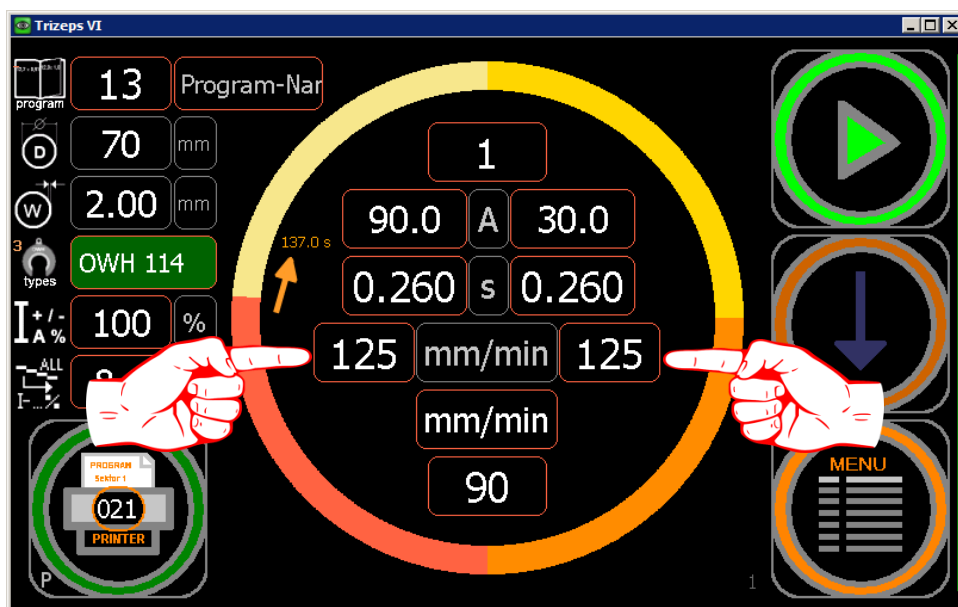 Trizeps VI
program
13
Program-Nar
D
70
mm
W
2.00
mm
3
types
OWH 114
I + / -
A %
100
%
ALL
I-...%
137.0 s
1
90.0 A 30.0
0.260 s 0.260
125 mm/min 125
mm/min
90
PROGRAM
Sektor 1
021
PRINTER
P
MENU
1